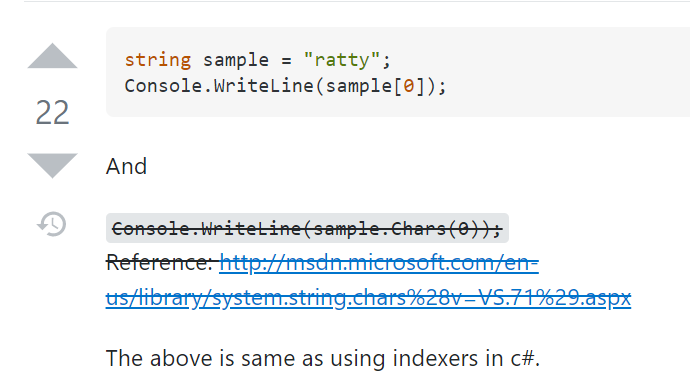 string sample = "ratty";
Console.WriteLine(sample[0]);
22
And
Console.WriteLine(sample.Chars(0));
Reference: http://msdn.microsoft.com/en-
us/library/system.string.chars%28v=VS.71%29.aspx
The above is same as using indexers in c#.